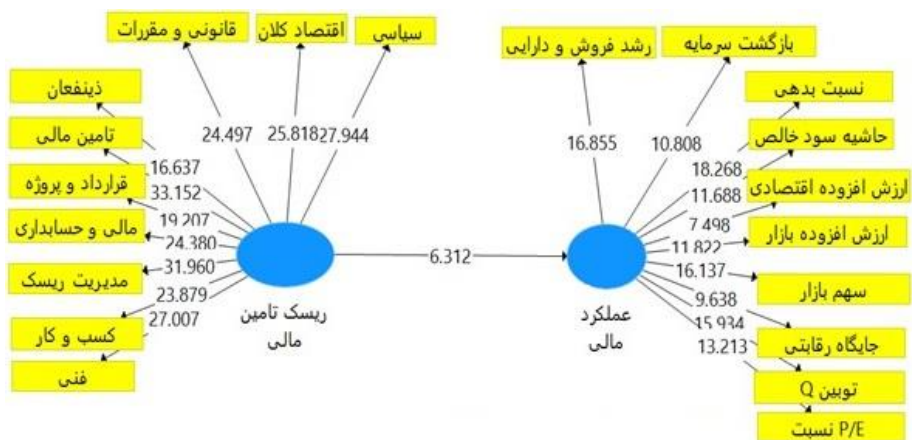 قانونی و مقررات
اقتصاد کلان
سیاسی
ذینفعان
تامین مالی
قرارداد و پروژه
مالی و حسابداری
مدیریت ریسک
کسب و کار
فنی
24.497
25.818
27.944
16.637
33.152
19.207
24.380
31.960
23.879
27.007
ریسک تامین
مالی
6.312
رشد فروش و دارایی
بازگشت سرمایه
نسبت بدهی
حاشیه سود خالص
ارزش افزوده اقتصادی
ارزش افزوده بازار
سهم بازار
جایگاه رقابتی
توبین Q
نسبت P/E
16.855
10.808
18.268
11.688
7.498
11.822
16.137
9.638
15.934
13.213
عملکرد
مالی